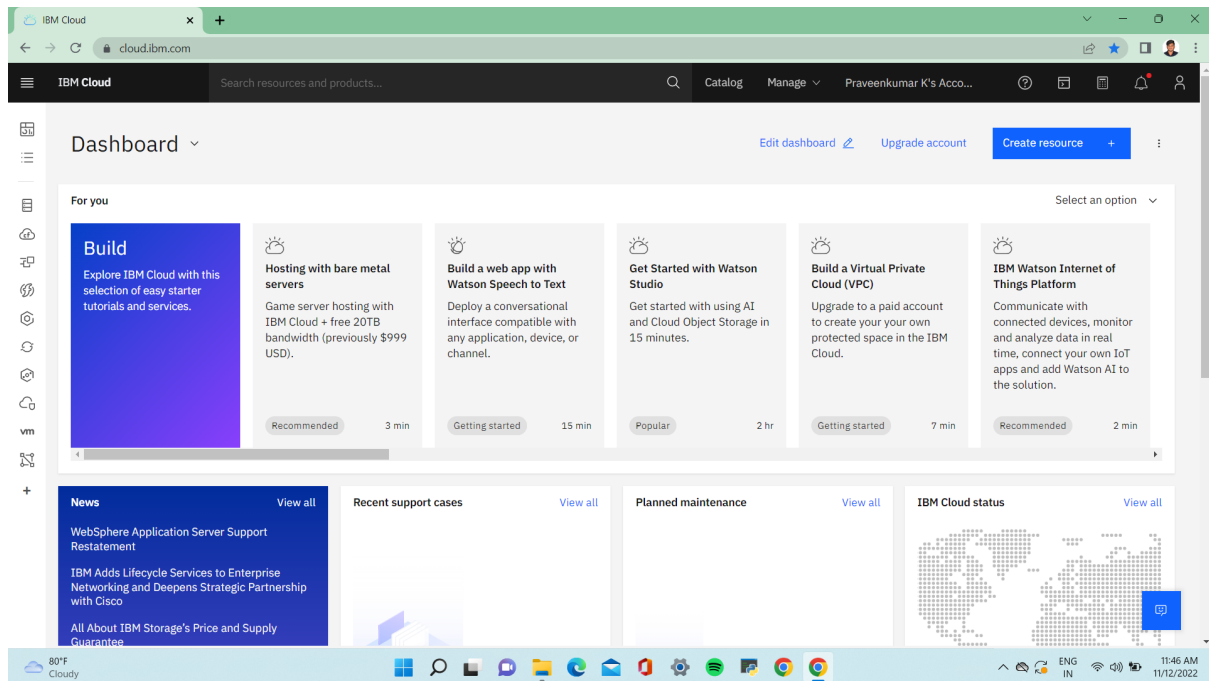 IBM Cloud
cloud.ibm.com
IBM Cloud
Search resources and products...
Catalog
Manage
Praveenkumar K's Acco...
Dashboard
Edit dashboard
Upgrade account
Create resource +
For you
Select an option
Build
Explore IBM Cloud with this
selection of easy starter
tutorials and services.
Hosting with bare metal
servers
Game server hosting with
IBM Cloud + free 20TB
bandwidth (previously $999
USD).
Recommended
3 min
Build a web app with
Watson Speech to Text
Deploy a conversational
interface compatible with
any application, device, or
channel.
Getting started
15 min
Get Started with Watson
Studio
Get started with using AI
and Cloud Object Storage in
15 minutes.
Popular
2 hr
Build a Virtual Private
Cloud (VPC)
Upgrade to a paid account
to create your your own
protected space in the IBM
Cloud.
Getting started
7 min
IBM Watson Internet of
Things Platform
Communicate with
connected devices, monitor
and analyze data in real
time, connect your own IoT
apps and add Watson AI to
the solution.
Recommended
2 min
vm
News
View all
WebSphere Application Server Support
Restatement
IBM Adds Lifecycle Services to Enterprise
Networking and Deepens Strategic Partnership
with Cisco
All About IBM Storage's Price and Supply
Guarantee
Recent support cases
View all
Planned maintenance
View all
IBM Cloud status
View all
80°F
Cloudy
ENG
IN
11:46 AM
11/12/2022